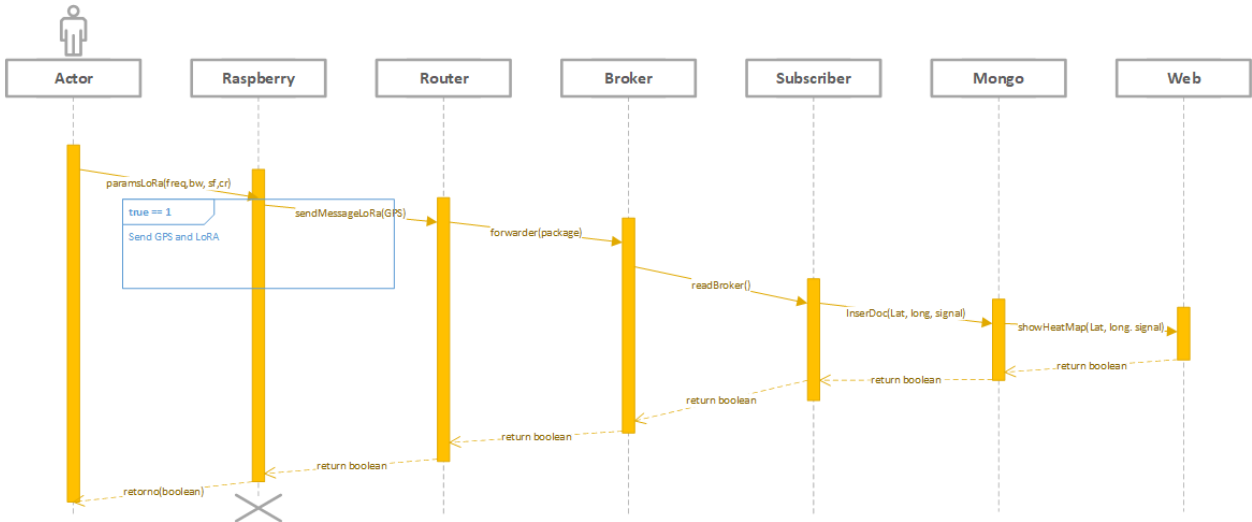 Actor
Raspberry
Router
Broker
Subscriber
Mongo
Web
paramsLoRa(freq,bw, sf,cr)
true == 1
Send GPS and LoRA
sendMessageLoRa(GPS)
forwarder(package)
readBroker()
InserDoc(Lat, long, signal)
showHeatMap(Lat, long. signal)
return boolean
return boolean
return boolean
return boolean
return boolean
retorno(boolean)